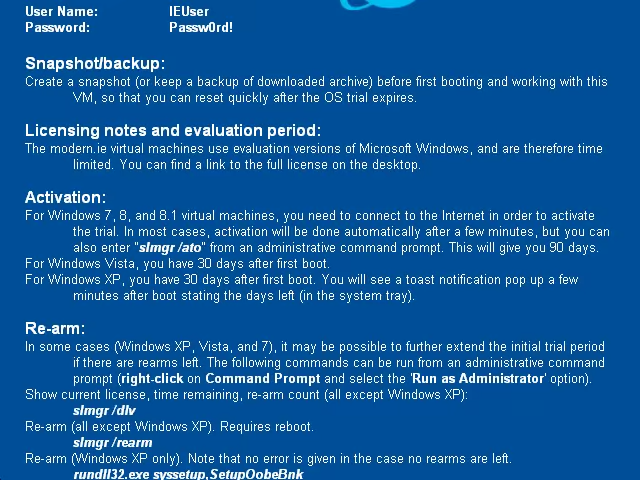 User Name: IEUser
Password: Passw0rd!
Snapshot/backup:
Create a snapshot (or keep a backup of downloaded archive) before first booting and working with this
VM, so that you can reset quickly after the OS trial expires.
Licensing notes and evaluation period:
The modern.ie virtual machines use evaluation versions of Microsoft Windows, and are therefore time
limited. You can find a link to the full license on the desktop.
Activation:
For Windows 7, 8, and 8.1 virtual machines, you need to connect to the Internet in order to activate
the trial. In most cases, activation will be done automatically after a few minutes, but you can
also enter "slmgr /ato" from an administrative command prompt. This will give you 90 days.
For Windows Vista, you have 30 days after first boot.
For Windows XP, you have 30 days after first boot. You will see a toast notification pop up a few
minutes after boot stating the days left (in the system tray).
Re-arm:
In some cases (Windows XP, Vista, and 7), it may be possible to further extend the initial trial period
if there are rearms left. The following commands can be run from an administrative command
prompt (right-click on Command Prompt and select the 'Run as Administrator' option).
Show current license, time remaining, re-arm count (all except Windows XP):
slmgr /dlv
Re-arm (all except Windows XP). Requires reboot.
slmgr /rearm
Re-arm (Windows XP only). Note that no error is given in the case no rearms are left.
rundll32.exe syssetup,SetupOobeBnk